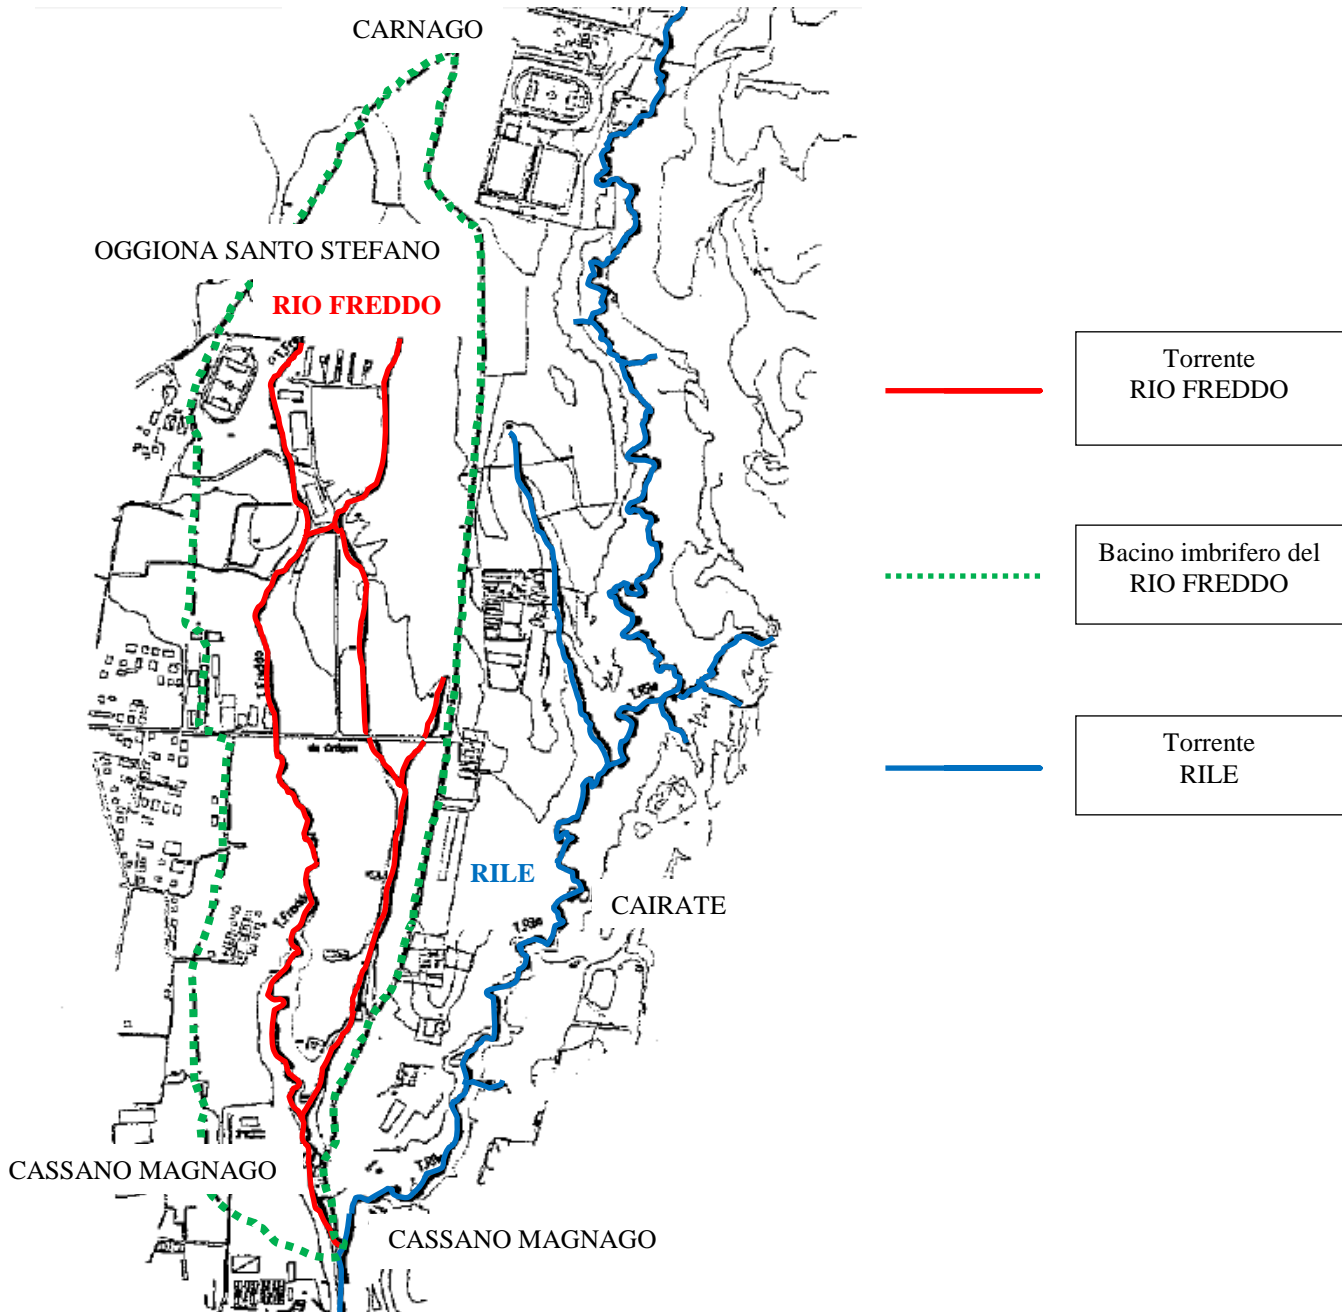 CARNAGO
OGGIONA SANTO STEFANO
RIO FREDDO
Torrente
RIO FREDDO
Bacino imbrifero del
RIO FREDDO
T.Rile
Torrente
RILE
RILE
CAIRATE
CASSANO MAGNAGO
CASSANO MAGNAGO